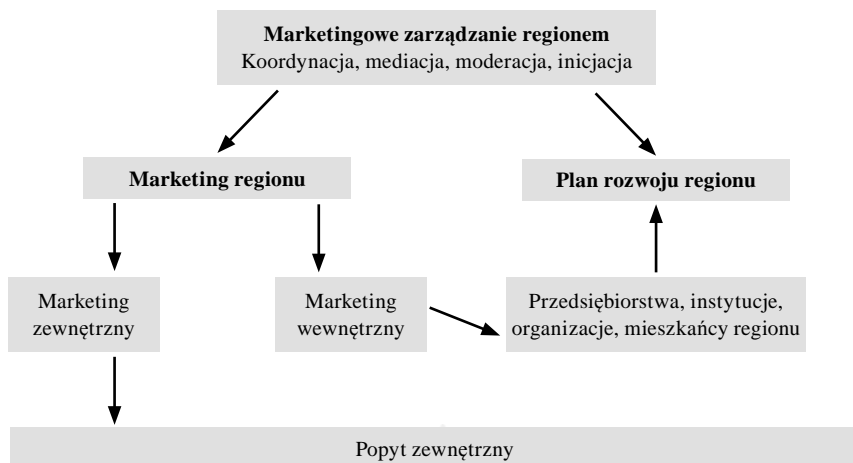 Marketingowe zarządzanie regionem
Koordynacja, mediacja, moderacja, inicjacja
Marketing regionu
Plan rozwoju regionu
Marketing
zewnętrzny
Marketing
wewnętrzny
Przedsiębiorstwa, instytucje,
organizacje, mieszkańcy regionu
Popyt zewnętrzny